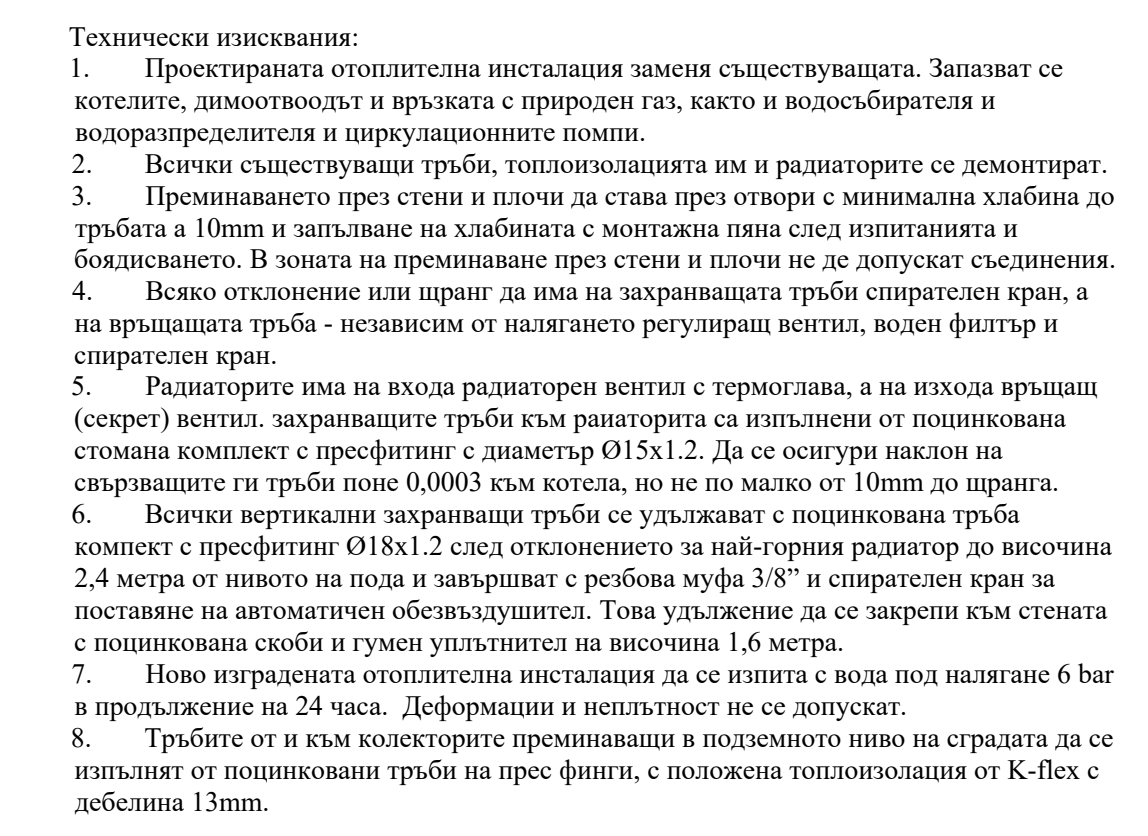 Технически изисквания:
1. Проектираната отоплителна инсталация заменя съществуващата. Запазват се
котелите, димоотвоодът и връзката с природен газ, както и водосъбирателя и
водоразпределителя и циркулационните помпи.
2. Всички съществуващи тръби, топлоизолацията им и радиаторите се демонтират.
3. Преминаването през стени и плочи да става през отвори с минимална хлабина до
тръбата а 10mm и запълване на хлабината с монтажна пяна след изпитанията и
боядисването. В зоната на преминаване през стени и плочи не де допускат съединения.
4. Всяко отклонение или щранг да има на захранващата тръби спирателен кран, а
на връщащата тръба - независим от налягането регулиращ вентил, воден филтър и
спирателен кран.
5. Радиаторите има на входа радиаторен вентил с термоглава, а на изхода връщащ
(секрет) вентил. захранващите тръби към раиаторита са изпълнени от поцинкована
стомана комплект с пресфитинг с диаметър Ø15x1.2. Да се осигури наклон на
свързващите ги тръби поне 0,0003 към котела, но не по малко от 10mm до щранга.
6. Всички вертикални захранващи тръби се удължават с поцинкована тръба
компект с пресфитинг Ø18x1.2 след отклонението за най-горния радиатор до височина
2,4 метра от нивото на пода и завършват с резбова муфа 3/8” и спирателен кран за
поставяне на автоматичен обезвъздушител. Това удължение да се закрепи към стената
с поцинкована скоби и гумен уплътнител на височина 1,6 метра.
7. Ново изградената отоплителна инсталация да се изпита с вода под налягане 6 bar
в продължение на 24 часа. Деформации и неплътност не се допускат.
8. Тръбите от и към колекторите преминаващи в подземното ниво на сградата да се
изпълнят от поцинковани тръби на прес финги, с положена топлоизолация от K-flex с
дебелина 13mm.